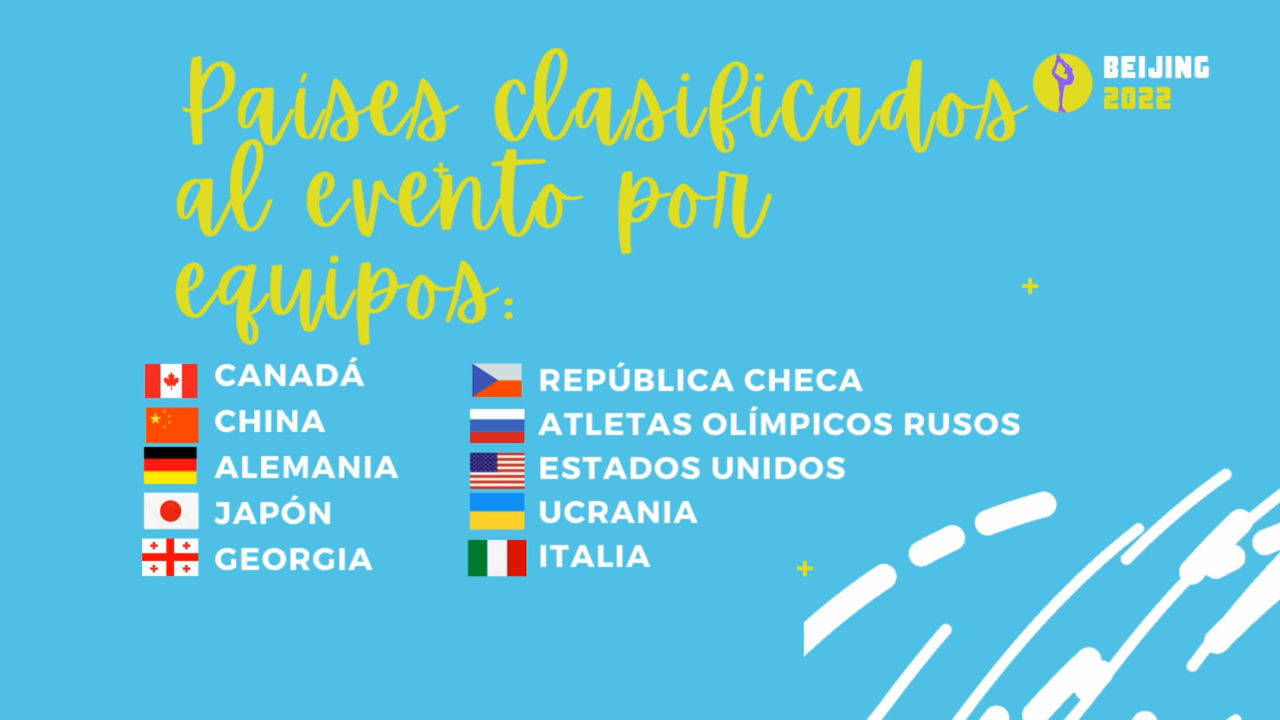 Países clasificados
al evento por
equipos:
BEIJING
2022
CANADÁ
CHINA
ALEMANIA
JAPÓN
GEORGIA
REPÚBLICA CHECA
ATLETAS OLÍMPICOS RUSOS
ESTADOS UNIDOS
UCRANIA
ITALIA